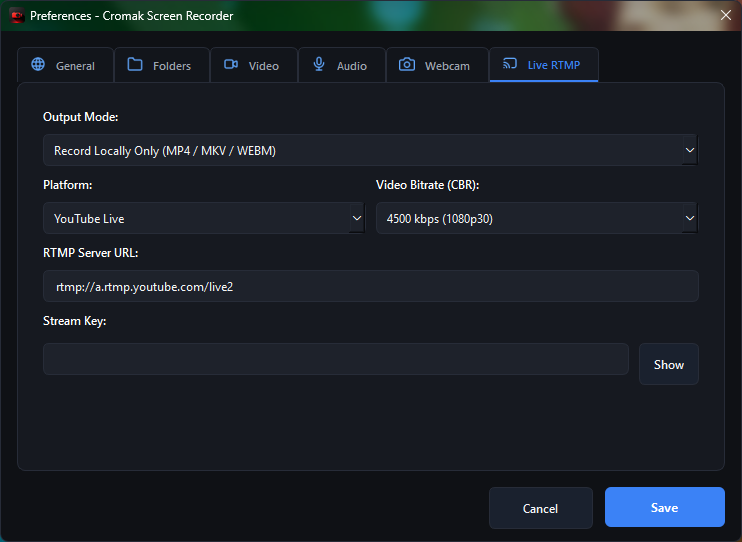 Preferences - Cromak Screen Recorder
General Folders Video Audio Webcam Live RTMP
Output Mode:
Record Locally Only (MP4 / MKV / WEBM)
Platform: Video Bitrate (CBR):
YouTube Live 4500 kbps (1080p30)
RTMP Server URL:
rtmp://a.rtmp.youtube.com/live2
Stream Key:
Show
Cancel Save